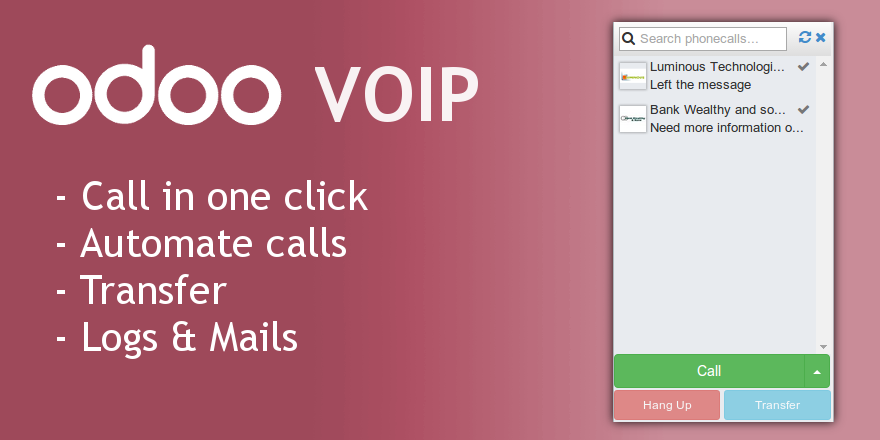 odoo VOIP
- Call in one click
- Automate calls
- Transfer
- Logs & Mails
Search phonecalls...
Luminous Technologi...
Left the message
Bank Wealthy and so...
Need more information o...
Call
Hang Up
Transfer